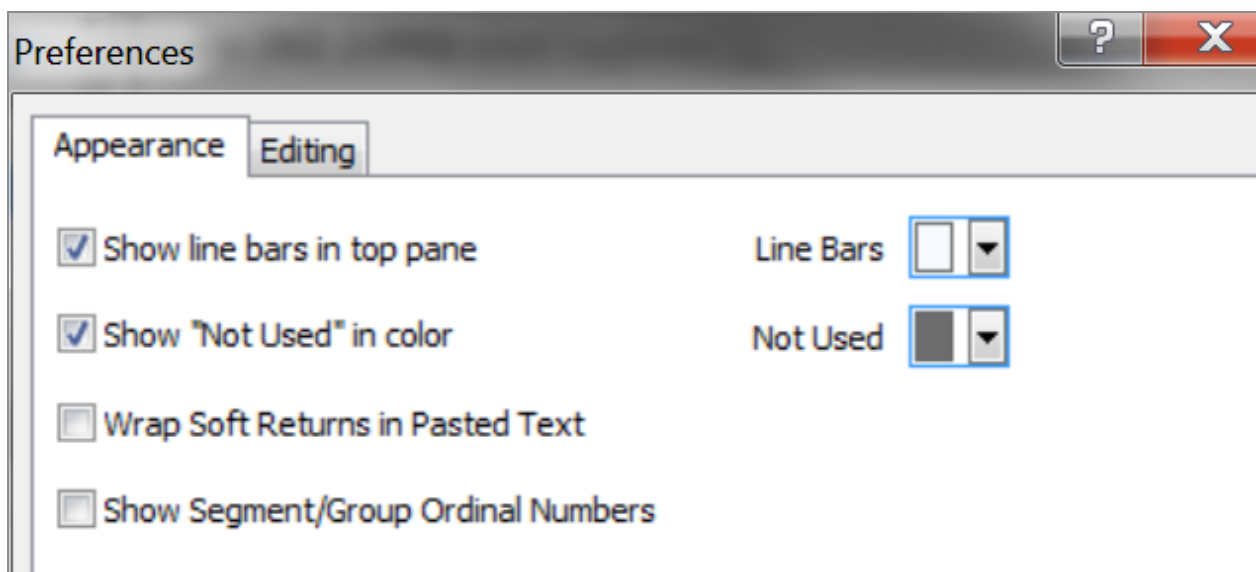 Preferences
Appearance Editing
Show line bars in top pane Line Bars
Show "Not Used" in color Not Used
Wrap Soft Returns in Pasted Text
Show Segment/Group Ordinal Numbers